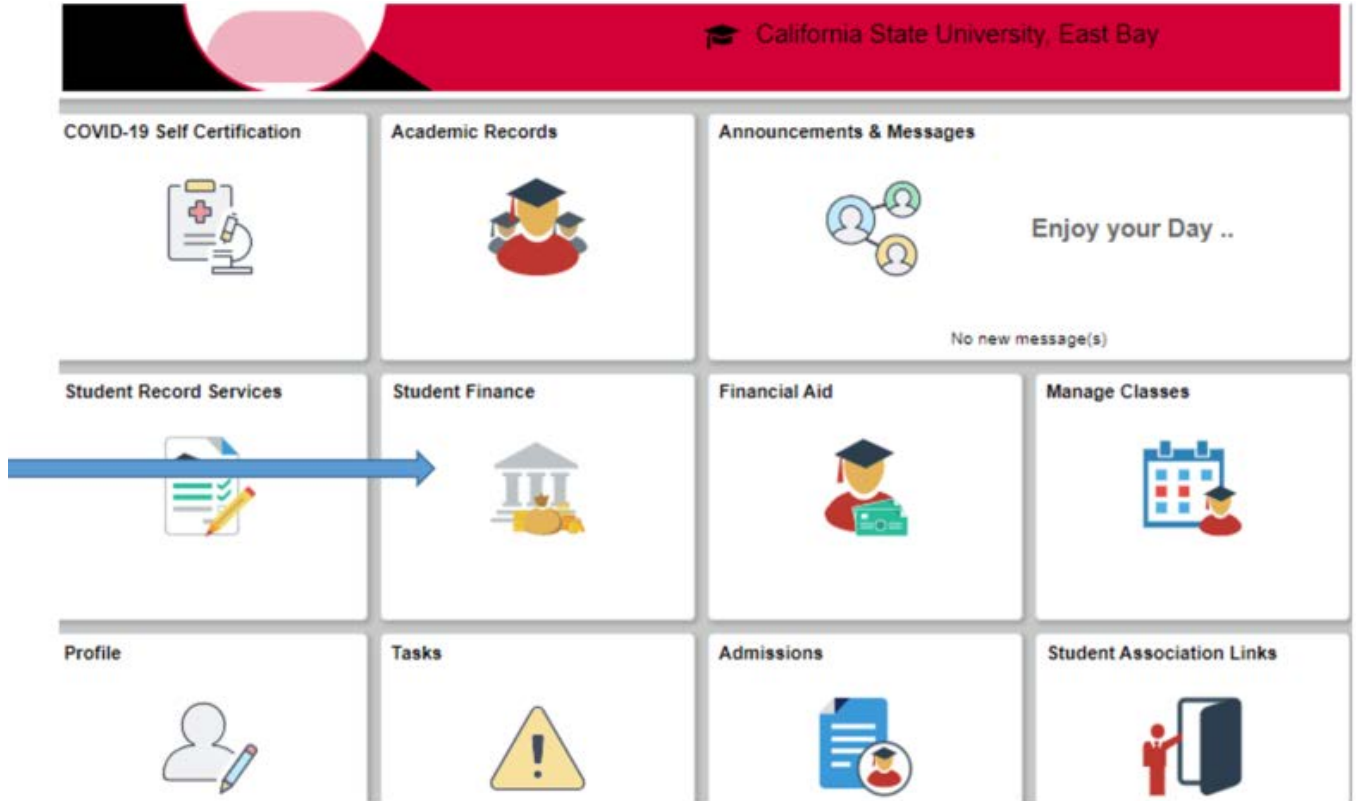 California State University, East Bay
COVID-19 Self Certification
Academic Records
Announcements & Messages
Enjoy your Day ..
No new message(s)
Student Record Services
Student Finance
Financial Aid
Manage Classes
Profile
Tasks
Admissions
Student Association Links